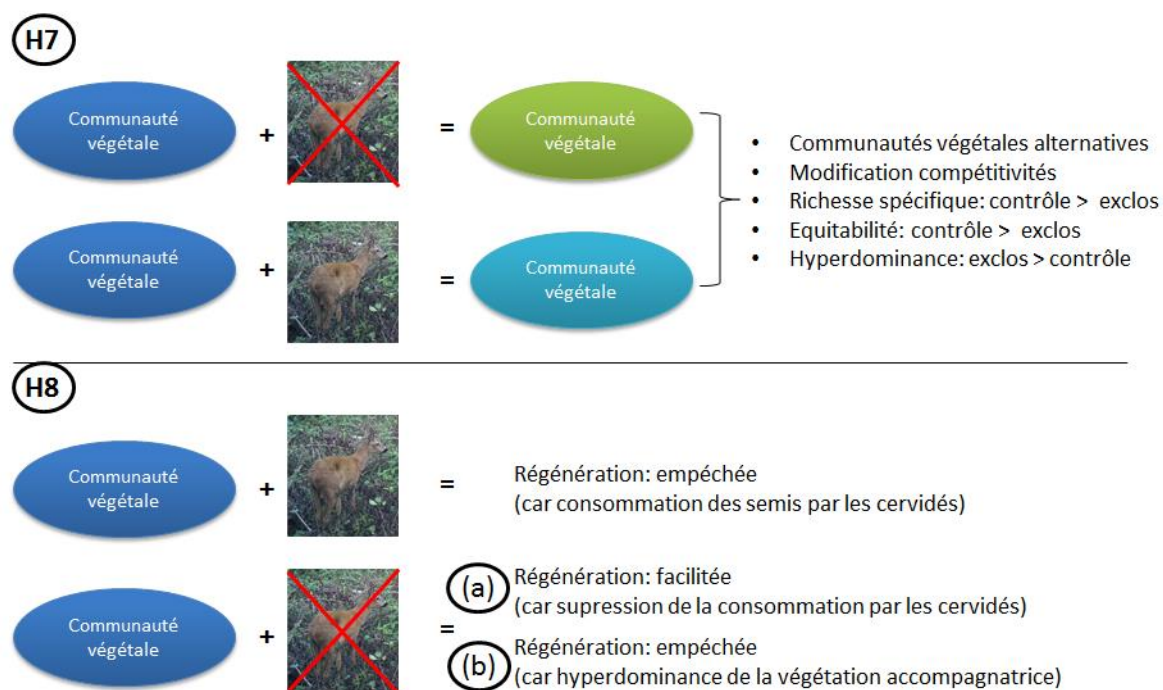 H7
Communauté
végétale
+
=
Communauté
végétale
Communauté
végétale
+
=
Communauté
végétale
• Communautés végétales alternatives
• Modification compétitivités
• Richesse spécifique: contrôle > exclos
• Equitabilité: contrôle > exclos
• Hyperdominance: exclos > contrôle
H8
Communauté
végétale
+
=
Régénération: empéchée
(car consommation des semis par les cervidés)
Communauté
végétale
+
=
(a) Régénération: facilitée
(car supression de la consommation par les cervidés)
(b) Régénération: empéchée
(car hyperdominance de la végétation accompagnatrice)